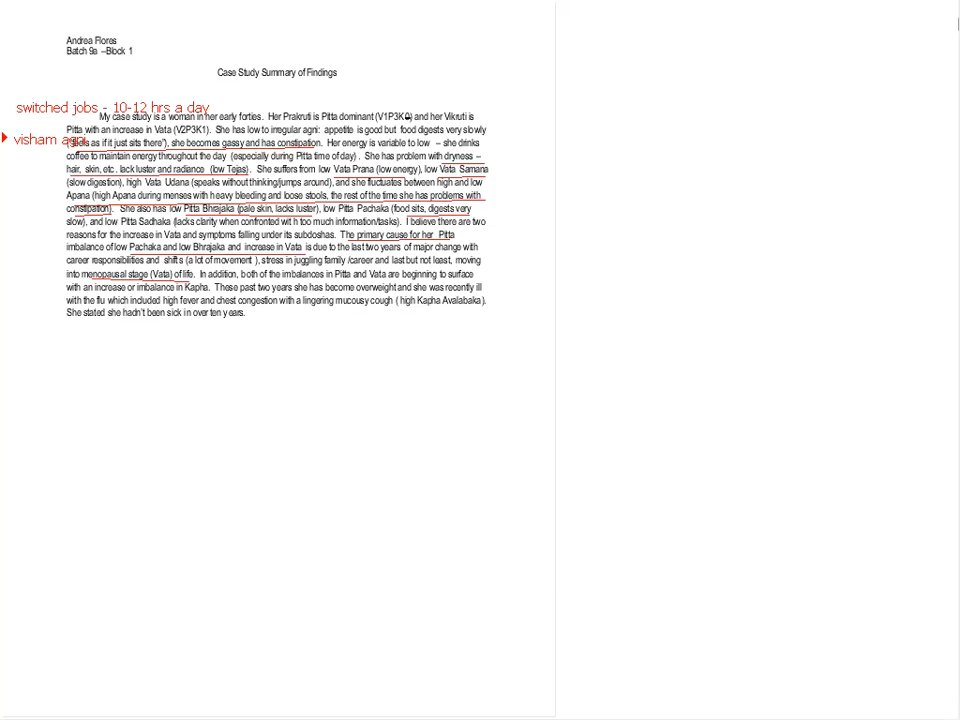 Andrea Flores
Batch 9a –Block 1
Case Study Summary of Findings
switched jobs - 10-12 hrs a day
My case study is a woman in her early forties. Her Prakruti is Pitta dominant (V1P3K ) and her Vikruti is
visham agni
Pitta with an increase in Vata (V2P3K1). She has low to irregular agni: appetite is good but food digests very slowly
as if it just sits there"), she becomes gassy and has constipation. Her energy is variable to low – she drinks
coffee to maintain energy throughout the day (especially during Pitta time of day) . She has problem with dryness –
hair, skin, etc . lack luster and radiance (low Tejas). She suffers from low Vata Prana (low energy), low Vata Samana
(slow digestion), high Vata Udana (speaks without thinking/jumps around), and she fluctuates between high and low
Apana (high Apana during menses with heavy bleeding and loose stools, the rest of the time she has problems with
constipation). She also has low Pitta Bhrajaka (pale skin, lacks luster), low Pitta Pachaka (food sits, digests very
slow), and low Pitta Sadhaka (lacks clarity when confronted with too much information/tasks). I believe there are two
reasons for the increase in Vata and symptoms falling under its subdoshas. The primary cause for her Pitta
imbalance of low Pachaka and low Bhrajaka and increase in Vata is due to the last two years of major change with
career responsibilities and shifts (a lot of movement ), stress in juggling family /career and last but not least, moving
into menopausal stage (Vata) of life. In addition, both of the imbalances in Pitta and Vata are beginning to surface
with an increase or imbalance in Kapha. These past two years she has become overweight and she was recently ill
with the flu which included high fever and chest congestion with a lingering mucousy cough ( high Kapha Avalabaka).
She stated she hadn't been sick in over ten years.